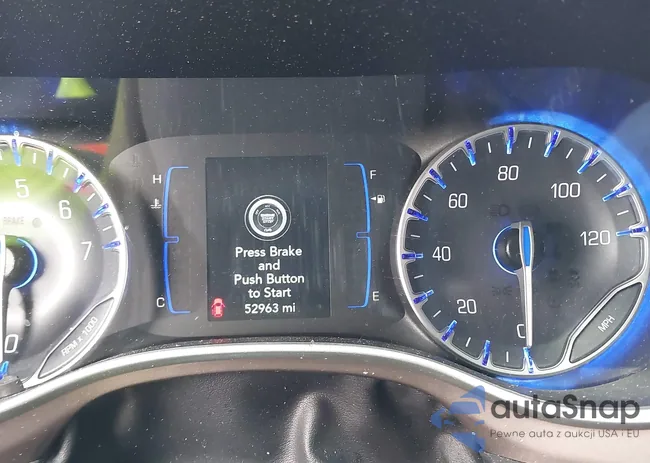 5
6
7
BRAKE
0
RPM x 1000
H
C
Press Brake
and
Push Button
to Start
52963 mi
F
E
0
20
40
60
80
100
120
MPH
autoSnap
Pewne auta z aukcji USA i EU